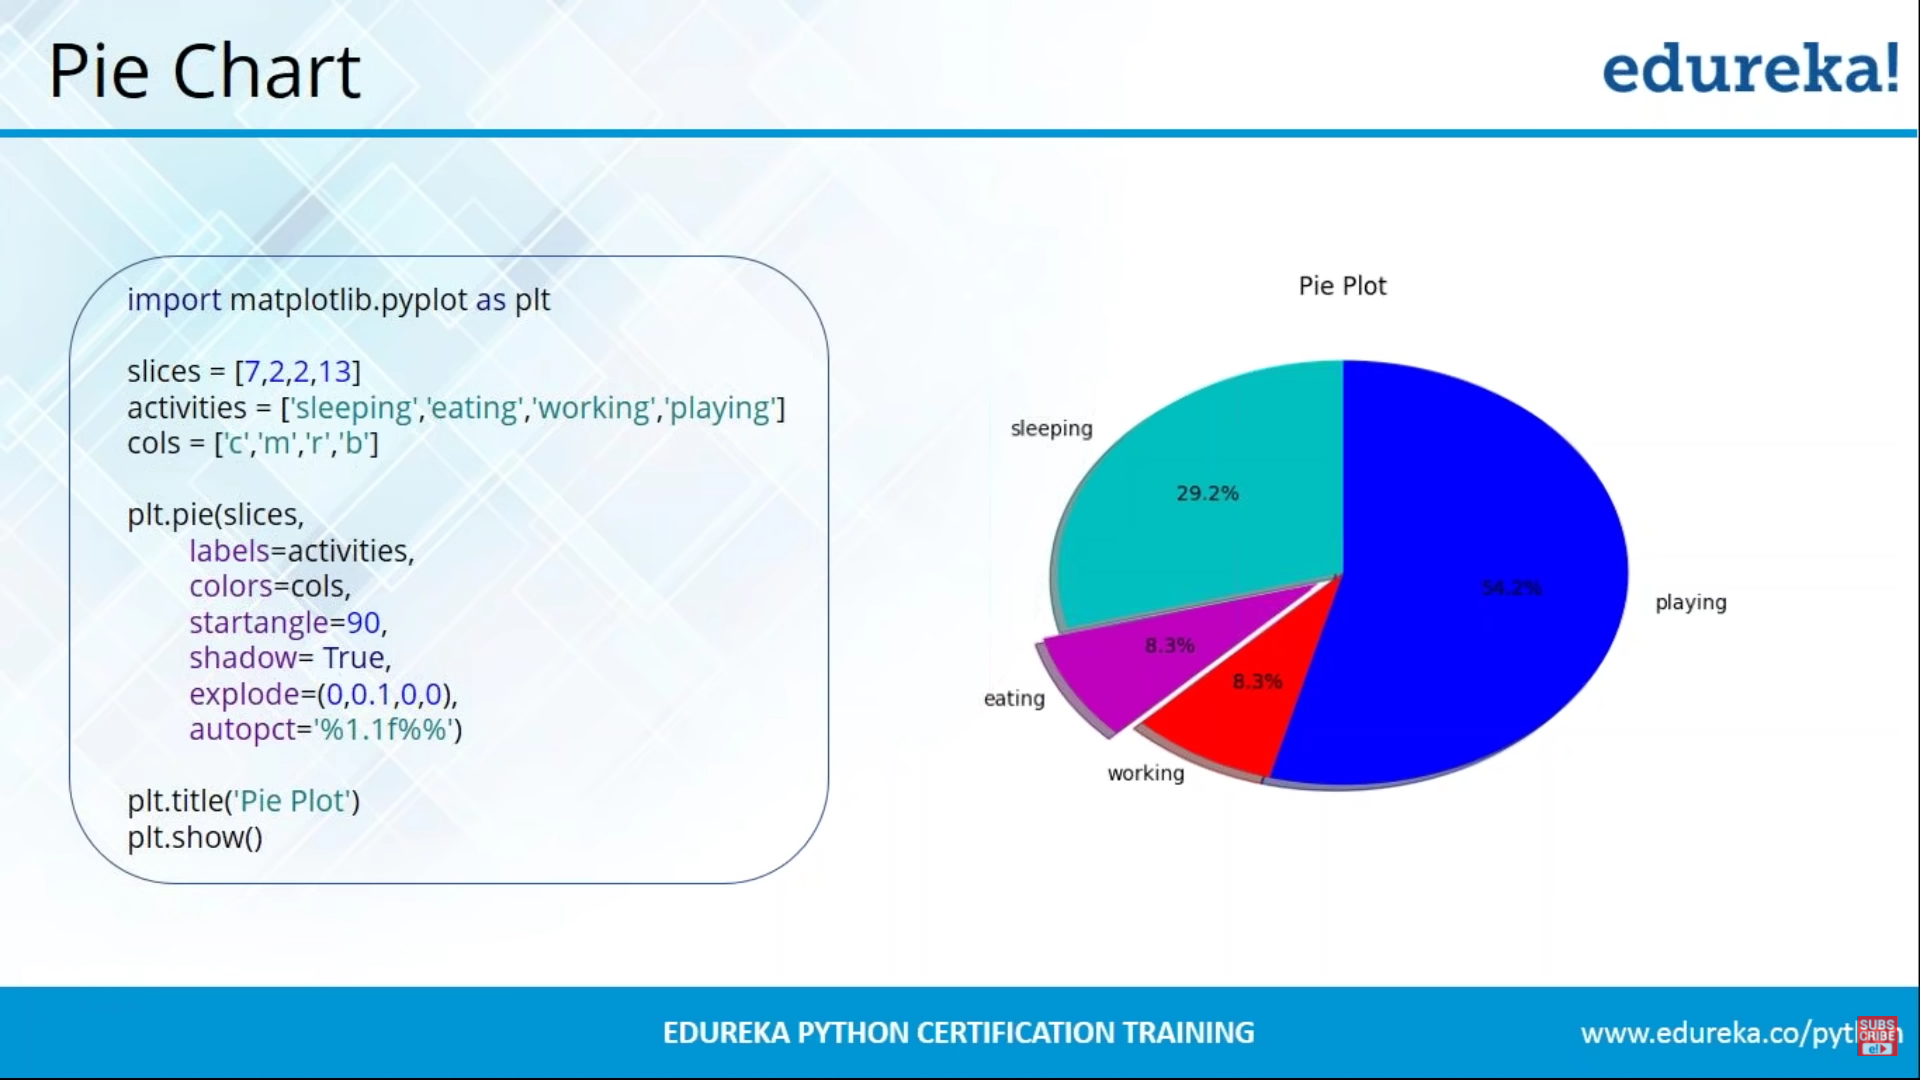 Pie Chart
edureka!
import matplotlib.pyplot as plt
slices = [7,2,2,13]
activities = ['sleeping','eating','working','playing']
cols = ['c','m','r','b']
plt.pie(slices,
labels=activities,
colors=cols,
startangle=90,
shadow= True,
explode=(0,0.1,0,0),
autopct='%1.1f%%')
plt.title('Pie Plot')
plt.show()
Pie Plot
sleeping
29.2%
54.2%
playing
8.3%
eating
8.3%
working
EDUREKA PYTHON CERTIFICATION TRAINING
www.edureka.co/python
SUBS
CRIBE
e!